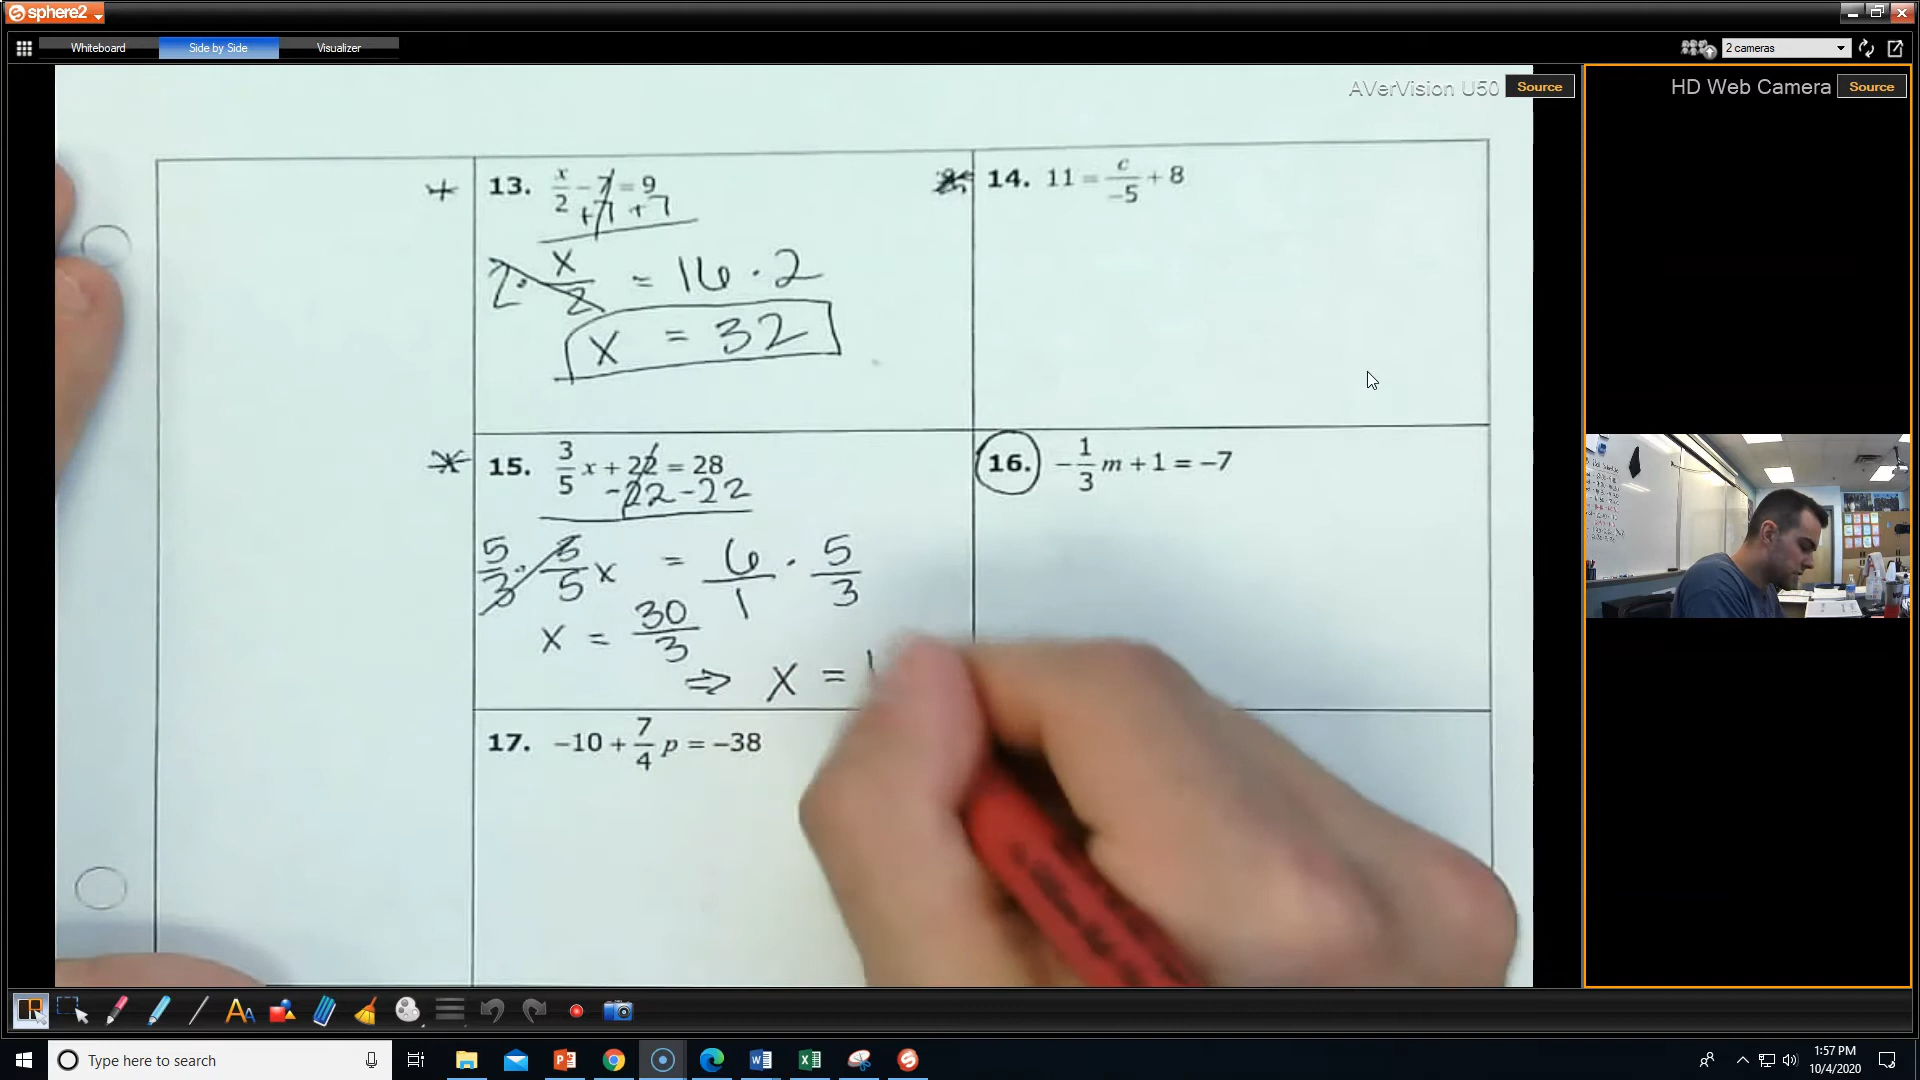 sphere2
Whiteboard
Side by Side
Visualizer
2 cameras
AVerVision U50
Source
HD Web Camera
Source
13. x/2 - 7 = 9
+7 +7
2 · x/2 = 16 · 2
x = 32
14. 11 = c/-5 + 8
15. 3/5 x + 22 = 28
-22 -22
5/3 · 3/5 x = 6/1 · 5/3
x = 30/3
⇒ x = 1
16. -1/3 m + 1 = -7
17. -10 + 7/4 p = -38
Type here to search
1:57 PM
10/4/2020